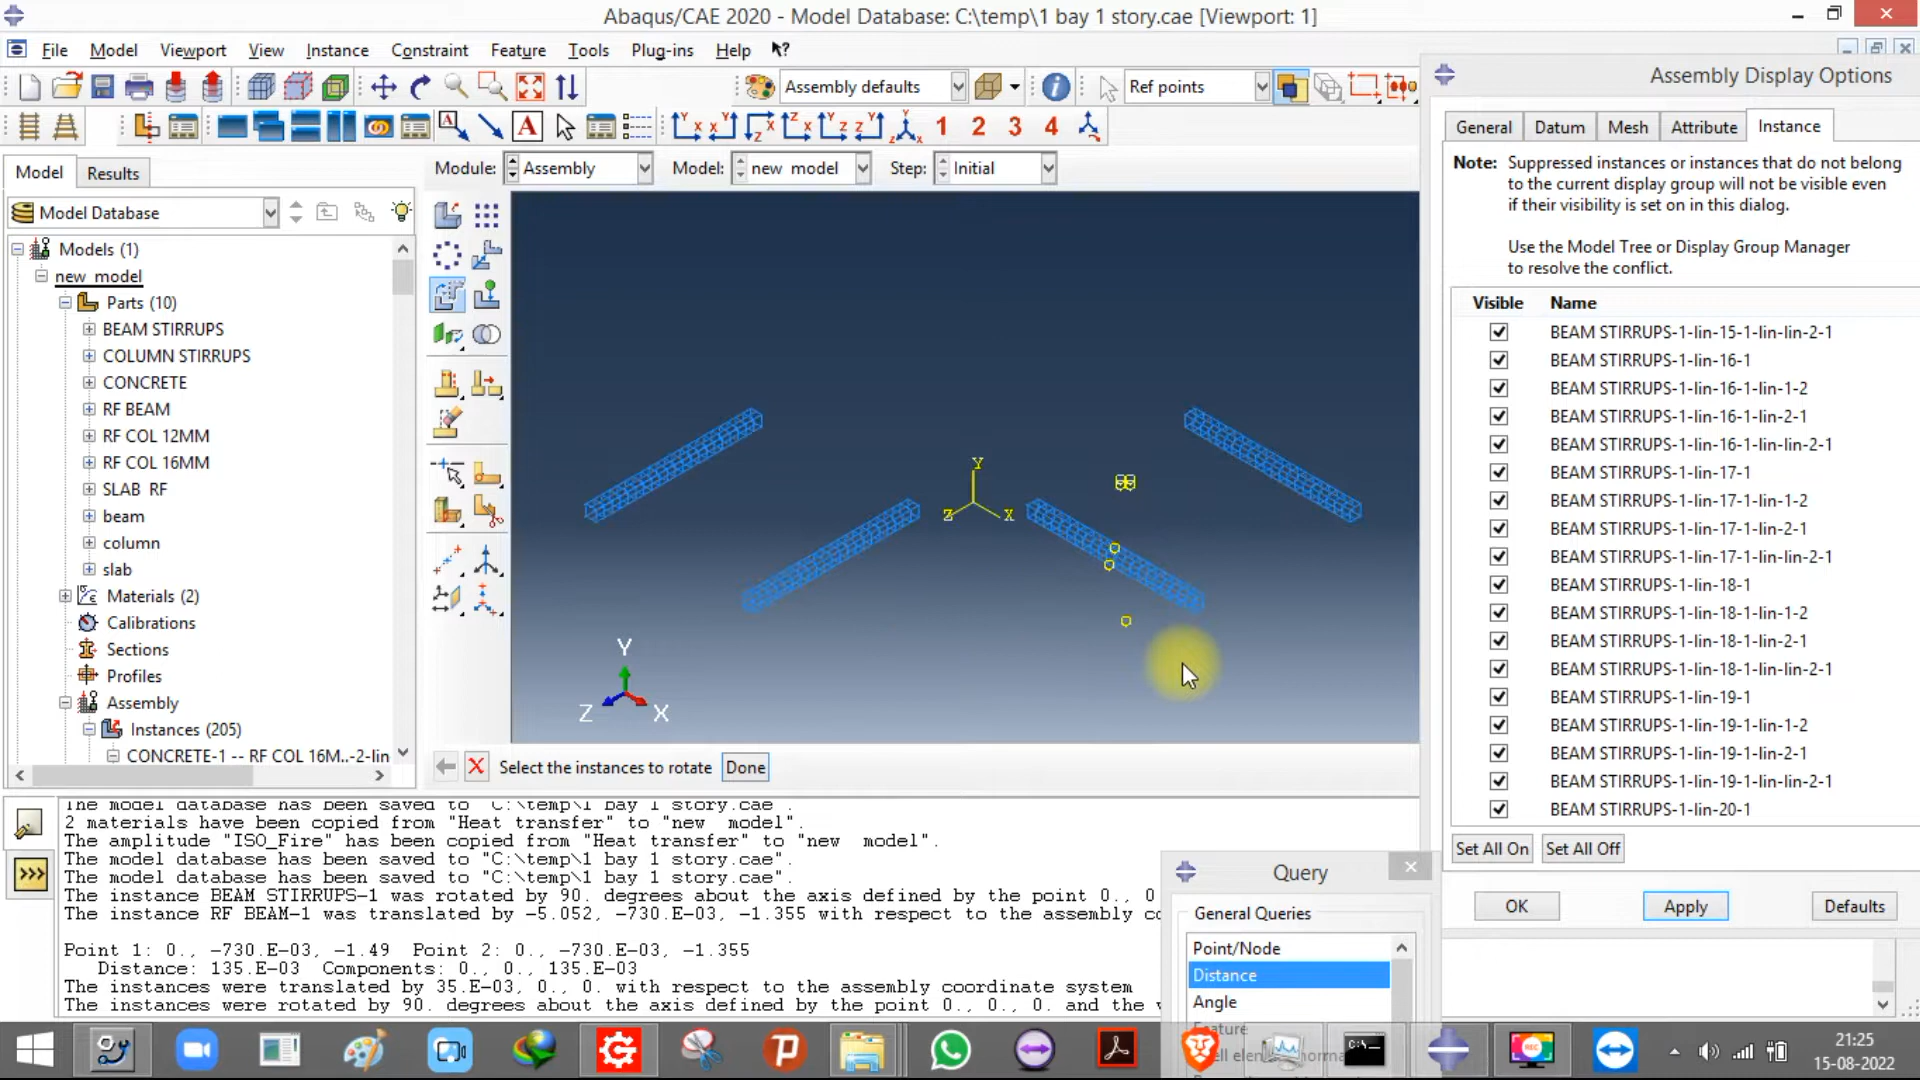 Abaqus/CAE 2020 - Model Database: C:\temp\1 bay 1 story.cae [Viewport: 1]
File Model Viewport View Instance Constraint Feature Tools Plug-ins Help
Assembly defaults
Ref points
1 2 3 4
Model Results
Module: Assembly Model: new model Step: Initial
Model Database
Models (1)
new model
Parts (10)
BEAM STIRRUPS
COLUMN STIRRUPS
CONCRETE
RF BEAM
RF COL 12MM
RF COL 16MM
SLAB RF
beam
column
slab
Materials (2)
Calibrations
Sections
Profiles
Assembly
Instances (205)
CONCRETE-1 -- RF COL 16M..-2-lin
Y
Z X
Y
Z X
Select the instances to rotate Done
The model database has been saved to "C:\temp\1 bay 1 story.cae".
2 materials have been copied from "Heat transfer" to "new model".
The amplitude "ISO_Fire" has been copied from "Heat transfer" to "new model".
The model database has been saved to "C:\temp\1 bay 1 story.cae".
The model database has been saved to "C:\temp\1 bay 1 story.cae".
The instance BEAM STIRRUPS-1 was rotated by 90. degrees about the axis defined by the point 0., 0
The instance RF BEAM-1 was translated by -5.052, -730.E-03, -1.355 with respect to the assembly co
Point 1: 0., -730.E-03, -1.49 Point 2: 0., -730.E-03, -1.355
Distance: 135.E-03 Components: 0., 0., 135.E-03
The instances were translated by 35.E-03, 0., 0. with respect to the assembly coordinate system
The instances were rotated by 90. degrees about the axis defined by the point 0., 0., 0. and the v
Assembly Display Options
General Datum Mesh Attribute Instance
Note: Suppressed instances or instances that do not belong
to the current display group will not be visible even
if their visibility is set on in this dialog.
Use the Model Tree or Display Group Manager
to resolve the conflict.
Visible Name
BEAM STIRRUPS-1-lin-15-1-lin-lin-2-1
BEAM STIRRUPS-1-lin-16-1
BEAM STIRRUPS-1-lin-16-1-lin-1-2
BEAM STIRRUPS-1-lin-16-1-lin-2-1
BEAM STIRRUPS-1-lin-16-1-lin-lin-2-1
BEAM STIRRUPS-1-lin-17-1
BEAM STIRRUPS-1-lin-17-1-lin-1-2
BEAM STIRRUPS-1-lin-17-1-lin-2-1
BEAM STIRRUPS-1-lin-17-1-lin-lin-2-1
BEAM STIRRUPS-1-lin-18-1
BEAM STIRRUPS-1-lin-18-1-lin-1-2
BEAM STIRRUPS-1-lin-18-1-lin-2-1
BEAM STIRRUPS-1-lin-18-1-lin-lin-2-1
BEAM STIRRUPS-1-lin-19-1
BEAM STIRRUPS-1-lin-19-1-lin-1-2
BEAM STIRRUPS-1-lin-19-1-lin-2-1
BEAM STIRRUPS-1-lin-19-1-lin-lin-2-1
BEAM STIRRUPS-1-lin-20-1
Set All On Set All Off
OK Apply Defaults
Query
General Queries
Point/Node
Distance
Angle
Feature
21:25
15-08-2022